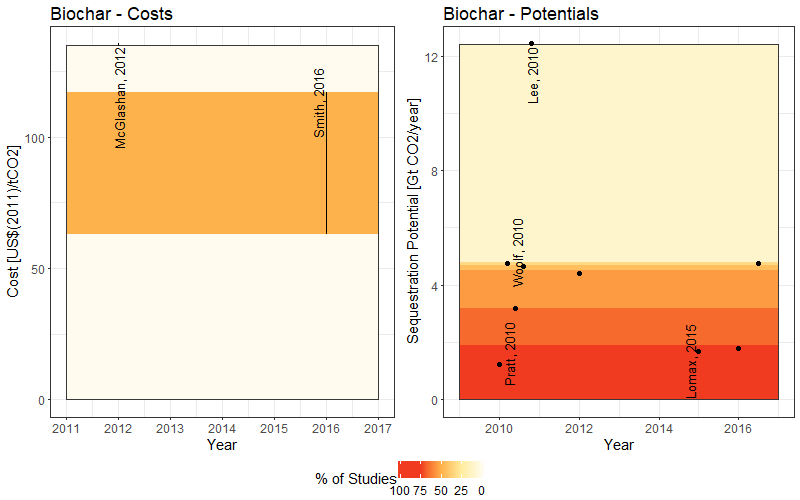 Biochar - Costs
Cost [US$(2011)/tCO2]
100
50
0
McGlashan, 2012
Smith, 2016
2011 2012 2013 2014 2015 2016 2017
Year
Biochar - Potentials
Sequestration Potential [Gt CO2/year]
12
8
4
0
Lee, 2010
Woolf, 2010
Pratt, 2010
Lomax, 2015
2010 2012 2014 2016
Year
% of Studies
100 75 50 25 0